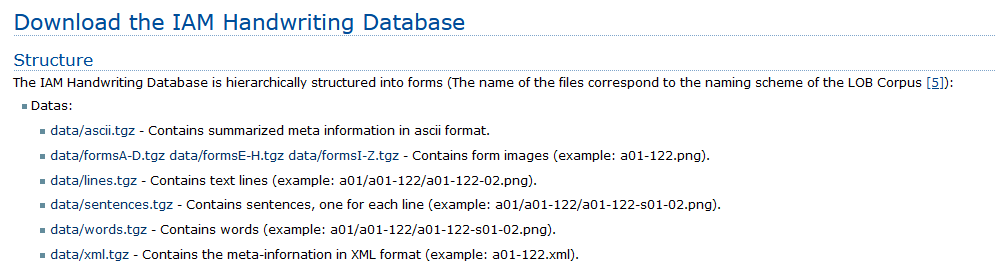 Download the IAM Handwriting Database
Structure
The IAM Handwriting Database is hierarchically structured into forms (The name of the files correspond to the naming scheme of the LOB Corpus [5]):
Datas:
data/ascii.tgz - Contains summarized meta information in ascii format.
data/formsA-D.tgz data/formsE-H.tgz data/formsI-Z.tgz - Contains form images (example: a01-122.png).
data/lines.tgz - Contains text lines (example: a01/a01-122/a01-122-02.png).
data/sentences.tgz - Contains sentences, one for each line (example: a01/a01-122/a01-122-s01-02.png).
data/words.tgz - Contains words (example: a01/a01-122/a01-122-s01-02.png).
data/xml.tgz - Contains the meta-infornation in XML format (example: a01-122.xml).